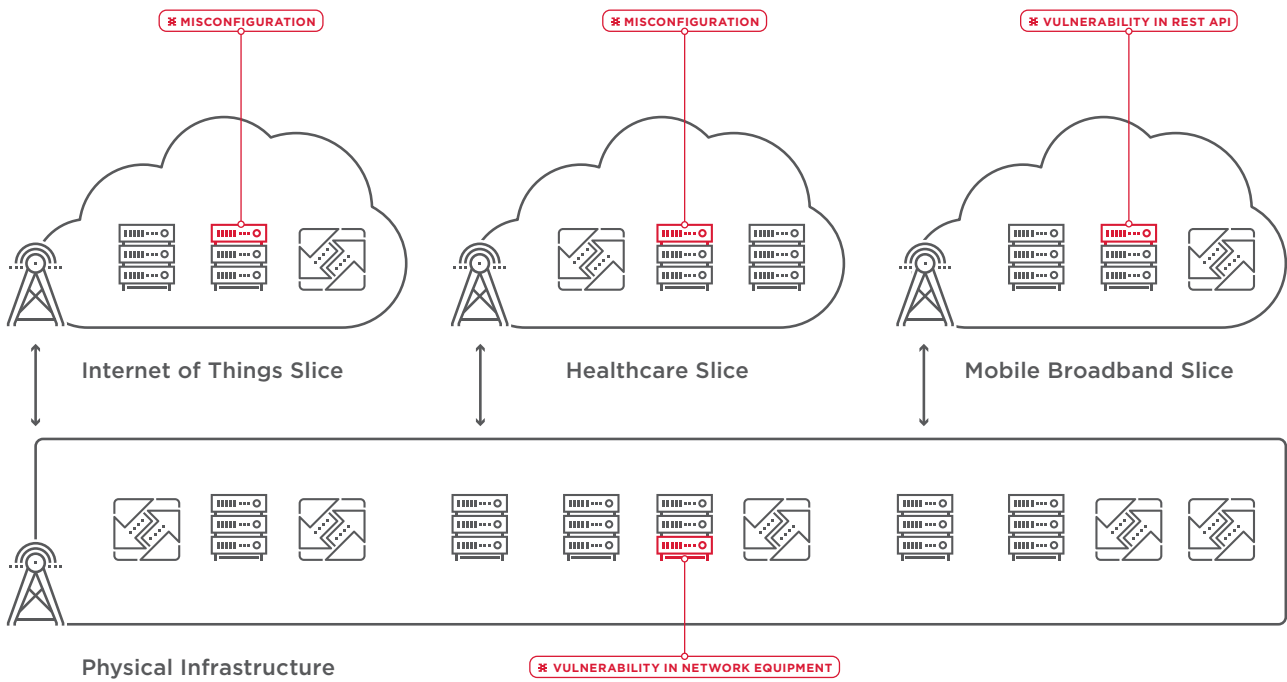 MISCONFIGURATION
MISCONFIGURATION
VULNERABILITY IN REST API
Internet of Things Slice
Healthcare Slice
Mobile Broadband Slice
Physical Infrastructure
VULNERABILITY IN NETWORK EQUIPMENT